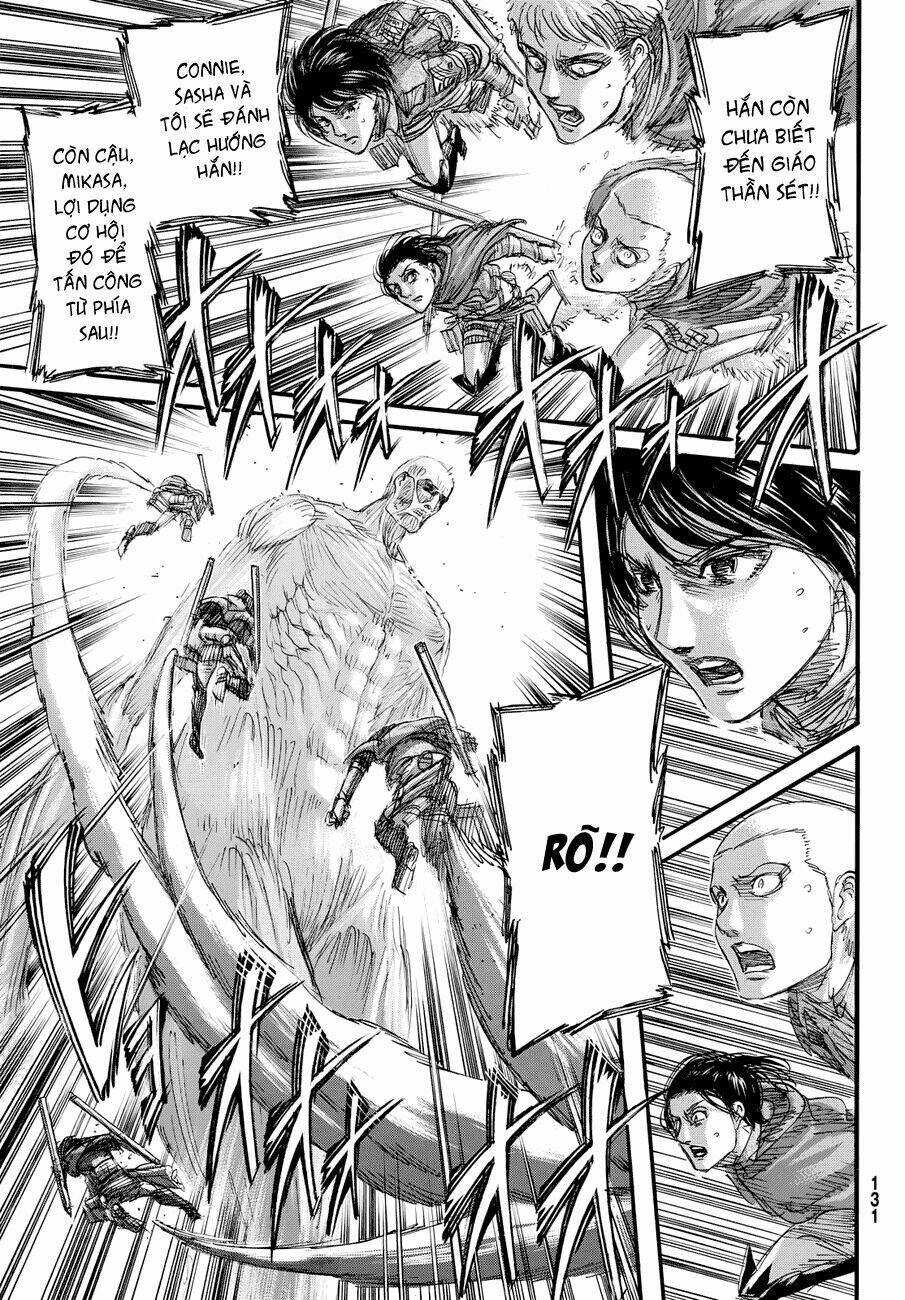 HẮN CÒN
CHƯA BIẾT
ĐẾN GIÁO
THẦN SÉT!!
CONNIE,
SASHA VÀ
TÔI SẼ ĐÁNH
LẠC HƯỚNG
HẮN!!
CÒN CẬU,
MIKASA,
LỢI DỤNG
CƠ HỘI
ĐÓ ĐỂ
TẤN CÔNG
TỪ PHÍA
SAU!!
RÕ!!
131